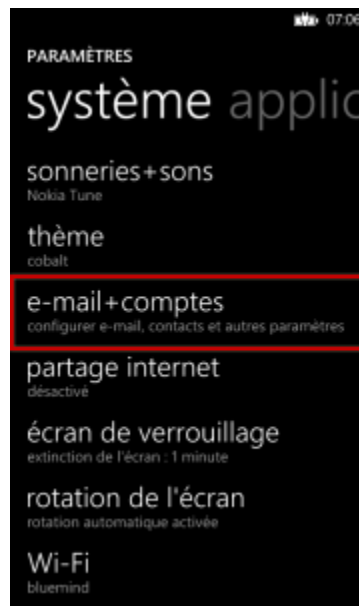 07:06
PARAMÈTRES
système applic
sonneries+sons
Nokia Tune
thème
cobalt
e-mail+comptes
configurer e-mail, contacts et autres paramètres
partage internet
désactivé
écran de verrouillage
extinction de l'écran : 1 minute
rotation de l'écran
rotation automatique activée
Wi-Fi
bluemind